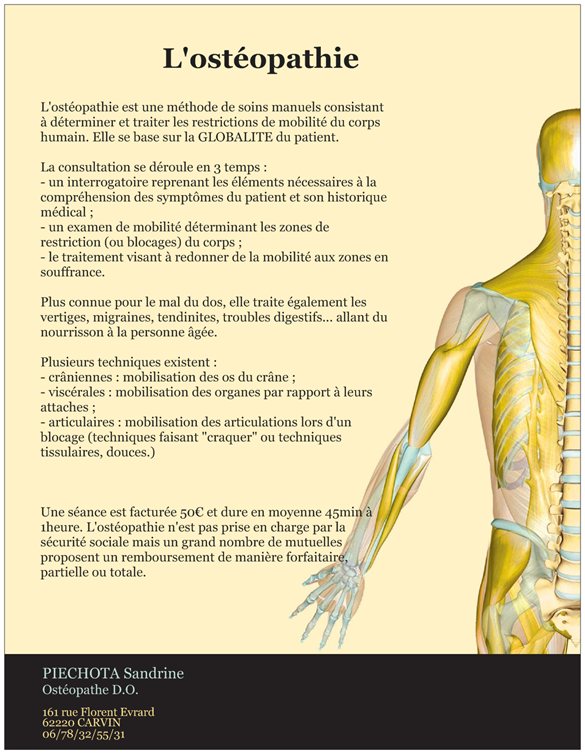 L'ostéopathie
L'ostéopathie est une méthode de soins manuels consistant
à déterminer et traiter les restrictions de mobilité du corps
humain. Elle se base sur la GLOBALITE du patient.
La consultation se déroule en 3 temps :
- un interrogatoire reprenant les éléments nécessaires à la
compréhension des symptômes du patient et son historique
médical ;
- un examen de mobilité déterminant les zones de
restriction (ou blocages) du corps ;
- le traitement visant à redonner de la mobilité aux zones en
souffrance.
Plus connue pour le mal du dos, elle traite également les
vertiges, migraines, tendinites, troubles digestifs... allant du
nourrisson à la personne âgée.
Plusieurs techniques existent :
- crâniennes : mobilisation des os du crâne ;
- viscérales : mobilisation des organes par rapport à leurs
attaches ;
- articulaires : mobilisation des articulations lors d'un
blocage (techniques faisant "craquer" ou techniques
tissulaires, douces.)
Une séance est facturée 50€ et dure en moyenne 45min à
1heure. L'ostéopathie n'est pas prise en charge par la
sécurité sociale mais un grand nombre de mutuelles
proposent un remboursement de manière forfaitaire,
partielle ou totale.
PIECHOTA Sandrine
Ostéopathe D.O.
161 rue Florent Evrard
62220 CARVIN
06/78/32/55/31